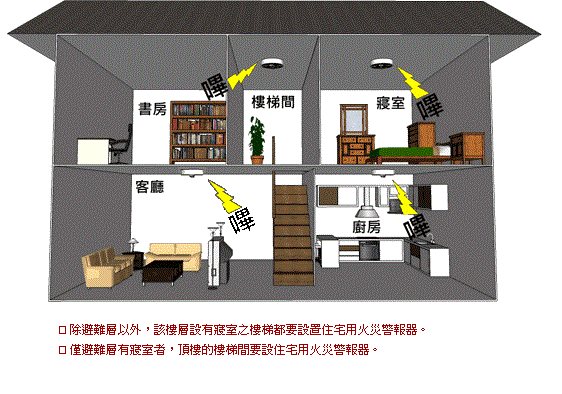 書房
嗶
樓梯間
寢室
嗶
客廳
嗶
廚房
嗶
□ 除避難層以外，該樓層設有寢室之樓梯都要設置住宅用火災警報器。
□ 僅避難層有寢室者，頂樓的樓梯間要設住宅用火災警報器。